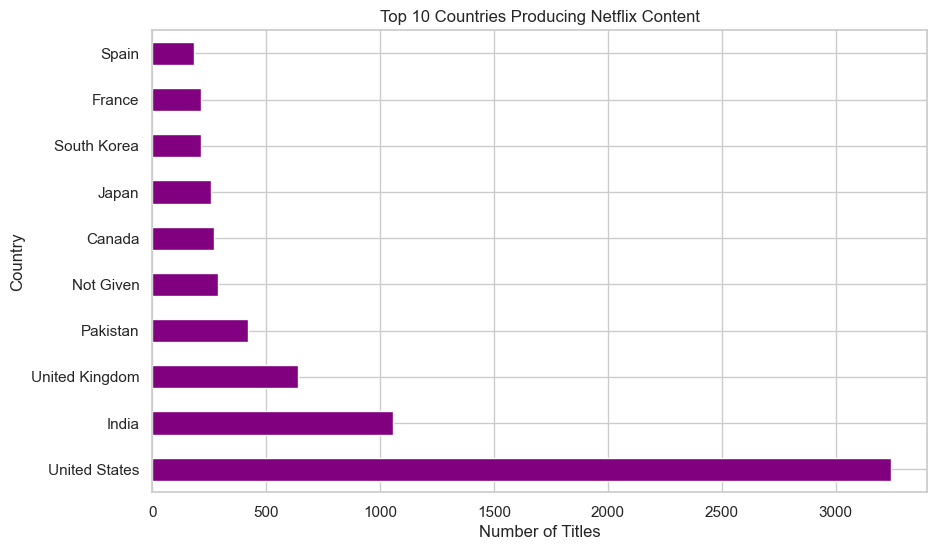 Top 10 Countries Producing Netflix Content
Country
Spain
France
South Korea
Japan
Canada
Not Given
Pakistan
United Kingdom
India
United States
0 500 1000 1500 2000 2500 3000
Number of Titles